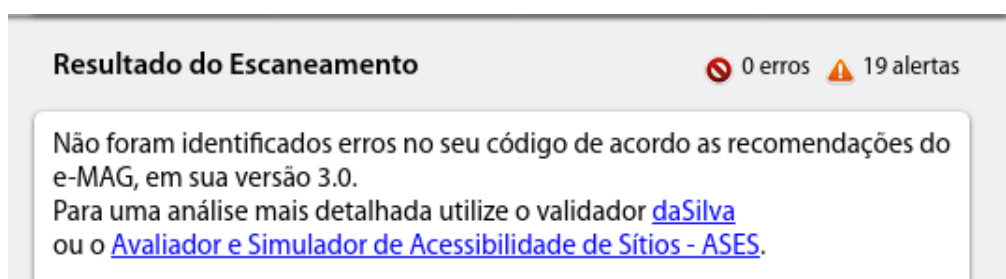 Resultado do Escaneamento 0 erros 19 alertas
Não foram identificados erros no seu código de acordo as recomendações do
e-MAG, em sua versão 3.0.
Para uma análise mais detalhada utilize o validador daSilva
ou o Avaliador e Simulador de Acessibilidade de Sítios - ASES.